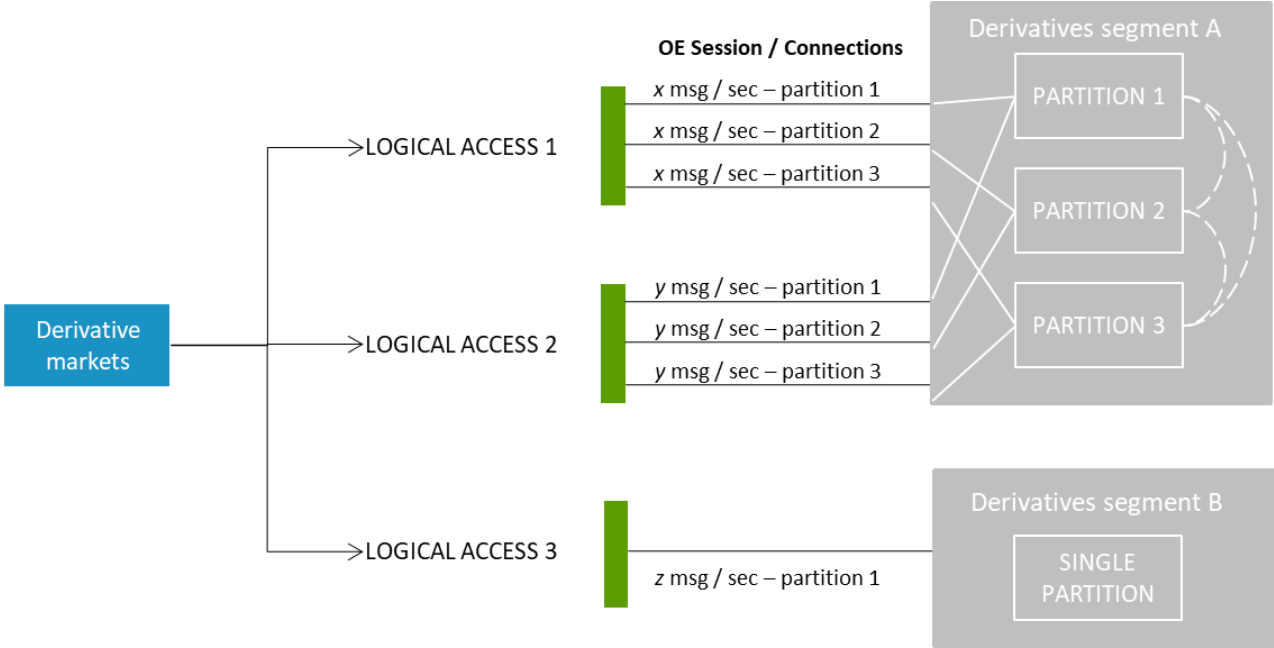 Derivative
markets
LOGICAL ACCESS 1
LOGICAL ACCESS 2
LOGICAL ACCESS 3
OE Session / Connections
x msg / sec – partition 1
x msg / sec – partition 2
x msg / sec – partition 3
y msg / sec – partition 1
y msg / sec – partition 2
y msg / sec – partition 3
z msg / sec – partition 1
Derivatives segment A
PARTITION 1
PARTITION 2
PARTITION 3
Derivatives segment B
SINGLE
PARTITION